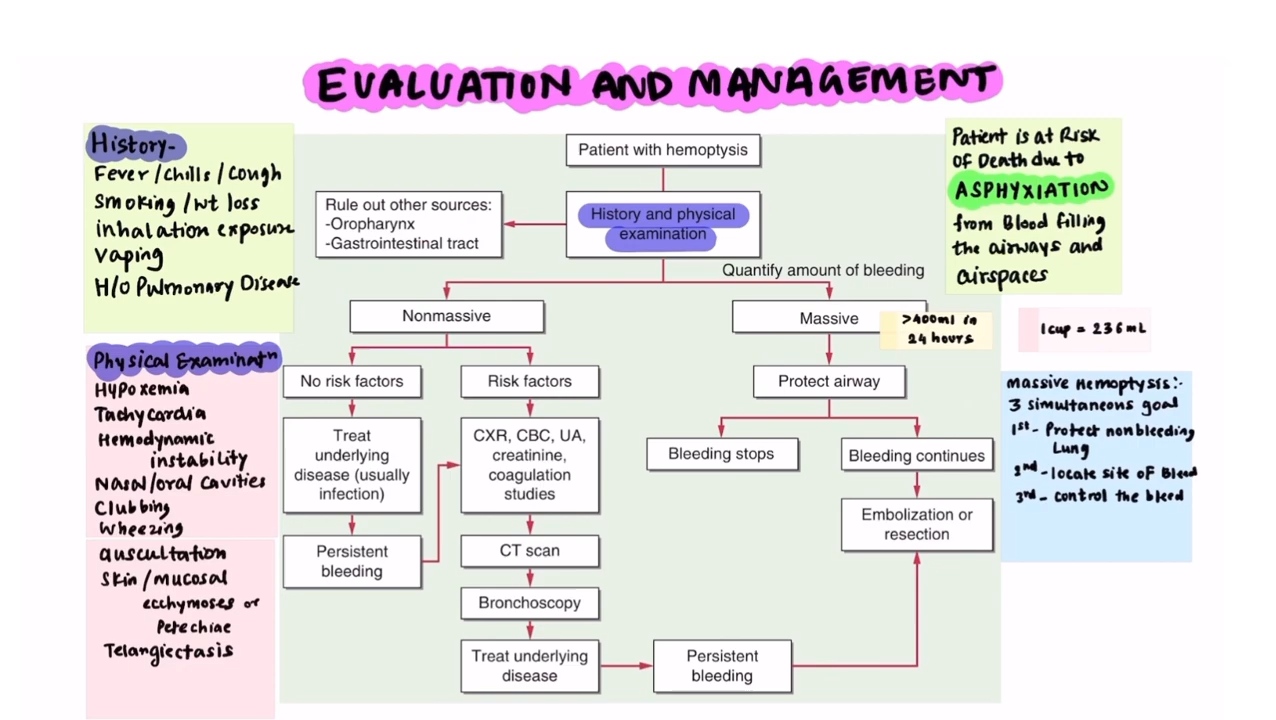 EVALUATION AND MANAGEMENT
History-
Fever/chills/Cough
Smoking/wt loss
inhalation exposure
Vaping
H/O Pulmonary Disease
Physical Examinatn
Hypoxemia
Tachycardia
Hemodynamic
instability
Nasal/oral cavities
Clubbing
Wheezing
auscultation
Skin/mucosal
ecchymoses or
Petechiae
Telangiectasis
Patient with hemoptysis
History and physical
examination
Rule out other sources:
-Oropharynx
-Gastrointestinal tract
Quantify amount of bleeding
Nonmassive
Massive
>400ml in
24 hours
No risk factors
Risk factors
Protect airway
Treat
underlying
disease (usually
infection)
CXR, CBC, UA,
creatinine,
coagulation
studies
Bleeding stops
Bleeding continues
Persistent
bleeding
CT scan
Embolization or
resection
Bronchoscopy
Treat underlying
disease
Persistent
bleeding
Patient is at Risk
of Death due to
ASPHYXIATION
from Blood filling
the airways and
airspaces
1 cup = 236mL
Massive Hemoptysis:-
3 simultaneous goal
1st- Protect nonbleeding
Lung
2nd-locate site of Bleed
3rd- control the bleed